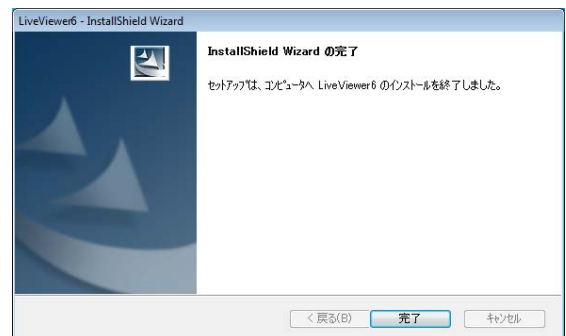 LiveViewer6 - InstallShield Wizard
InstallShield Wizard の完了
ｾｯﾄｱｯﾌﾟは、ｺﾝﾋﾟｭｰﾀへ LiveViewer6 のｲﾝｽﾄｰﾙを終了しました。
< 戻る(B) 完了 ｷｬﾝｾﾙ